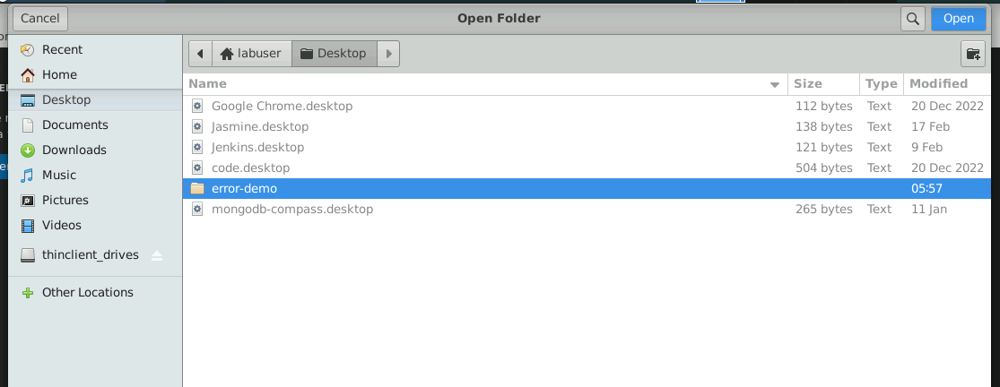 Cancel Open Folder Open
Recent
Home
Desktop
Documents
Downloads
Music
Pictures
Videos
thinclient_drives
Other Locations
labuser Desktop
Name Size Type Modified
Google Chrome.desktop 112 bytes Text 20 Dec 2022
Jasmine.desktop 138 bytes Text 17 Feb
Jenkins.desktop 121 bytes Text 9 Feb
code.desktop 504 bytes Text 20 Dec 2022
error-demo 05:57
mongodb-compass.desktop 265 bytes Text 11 Jan